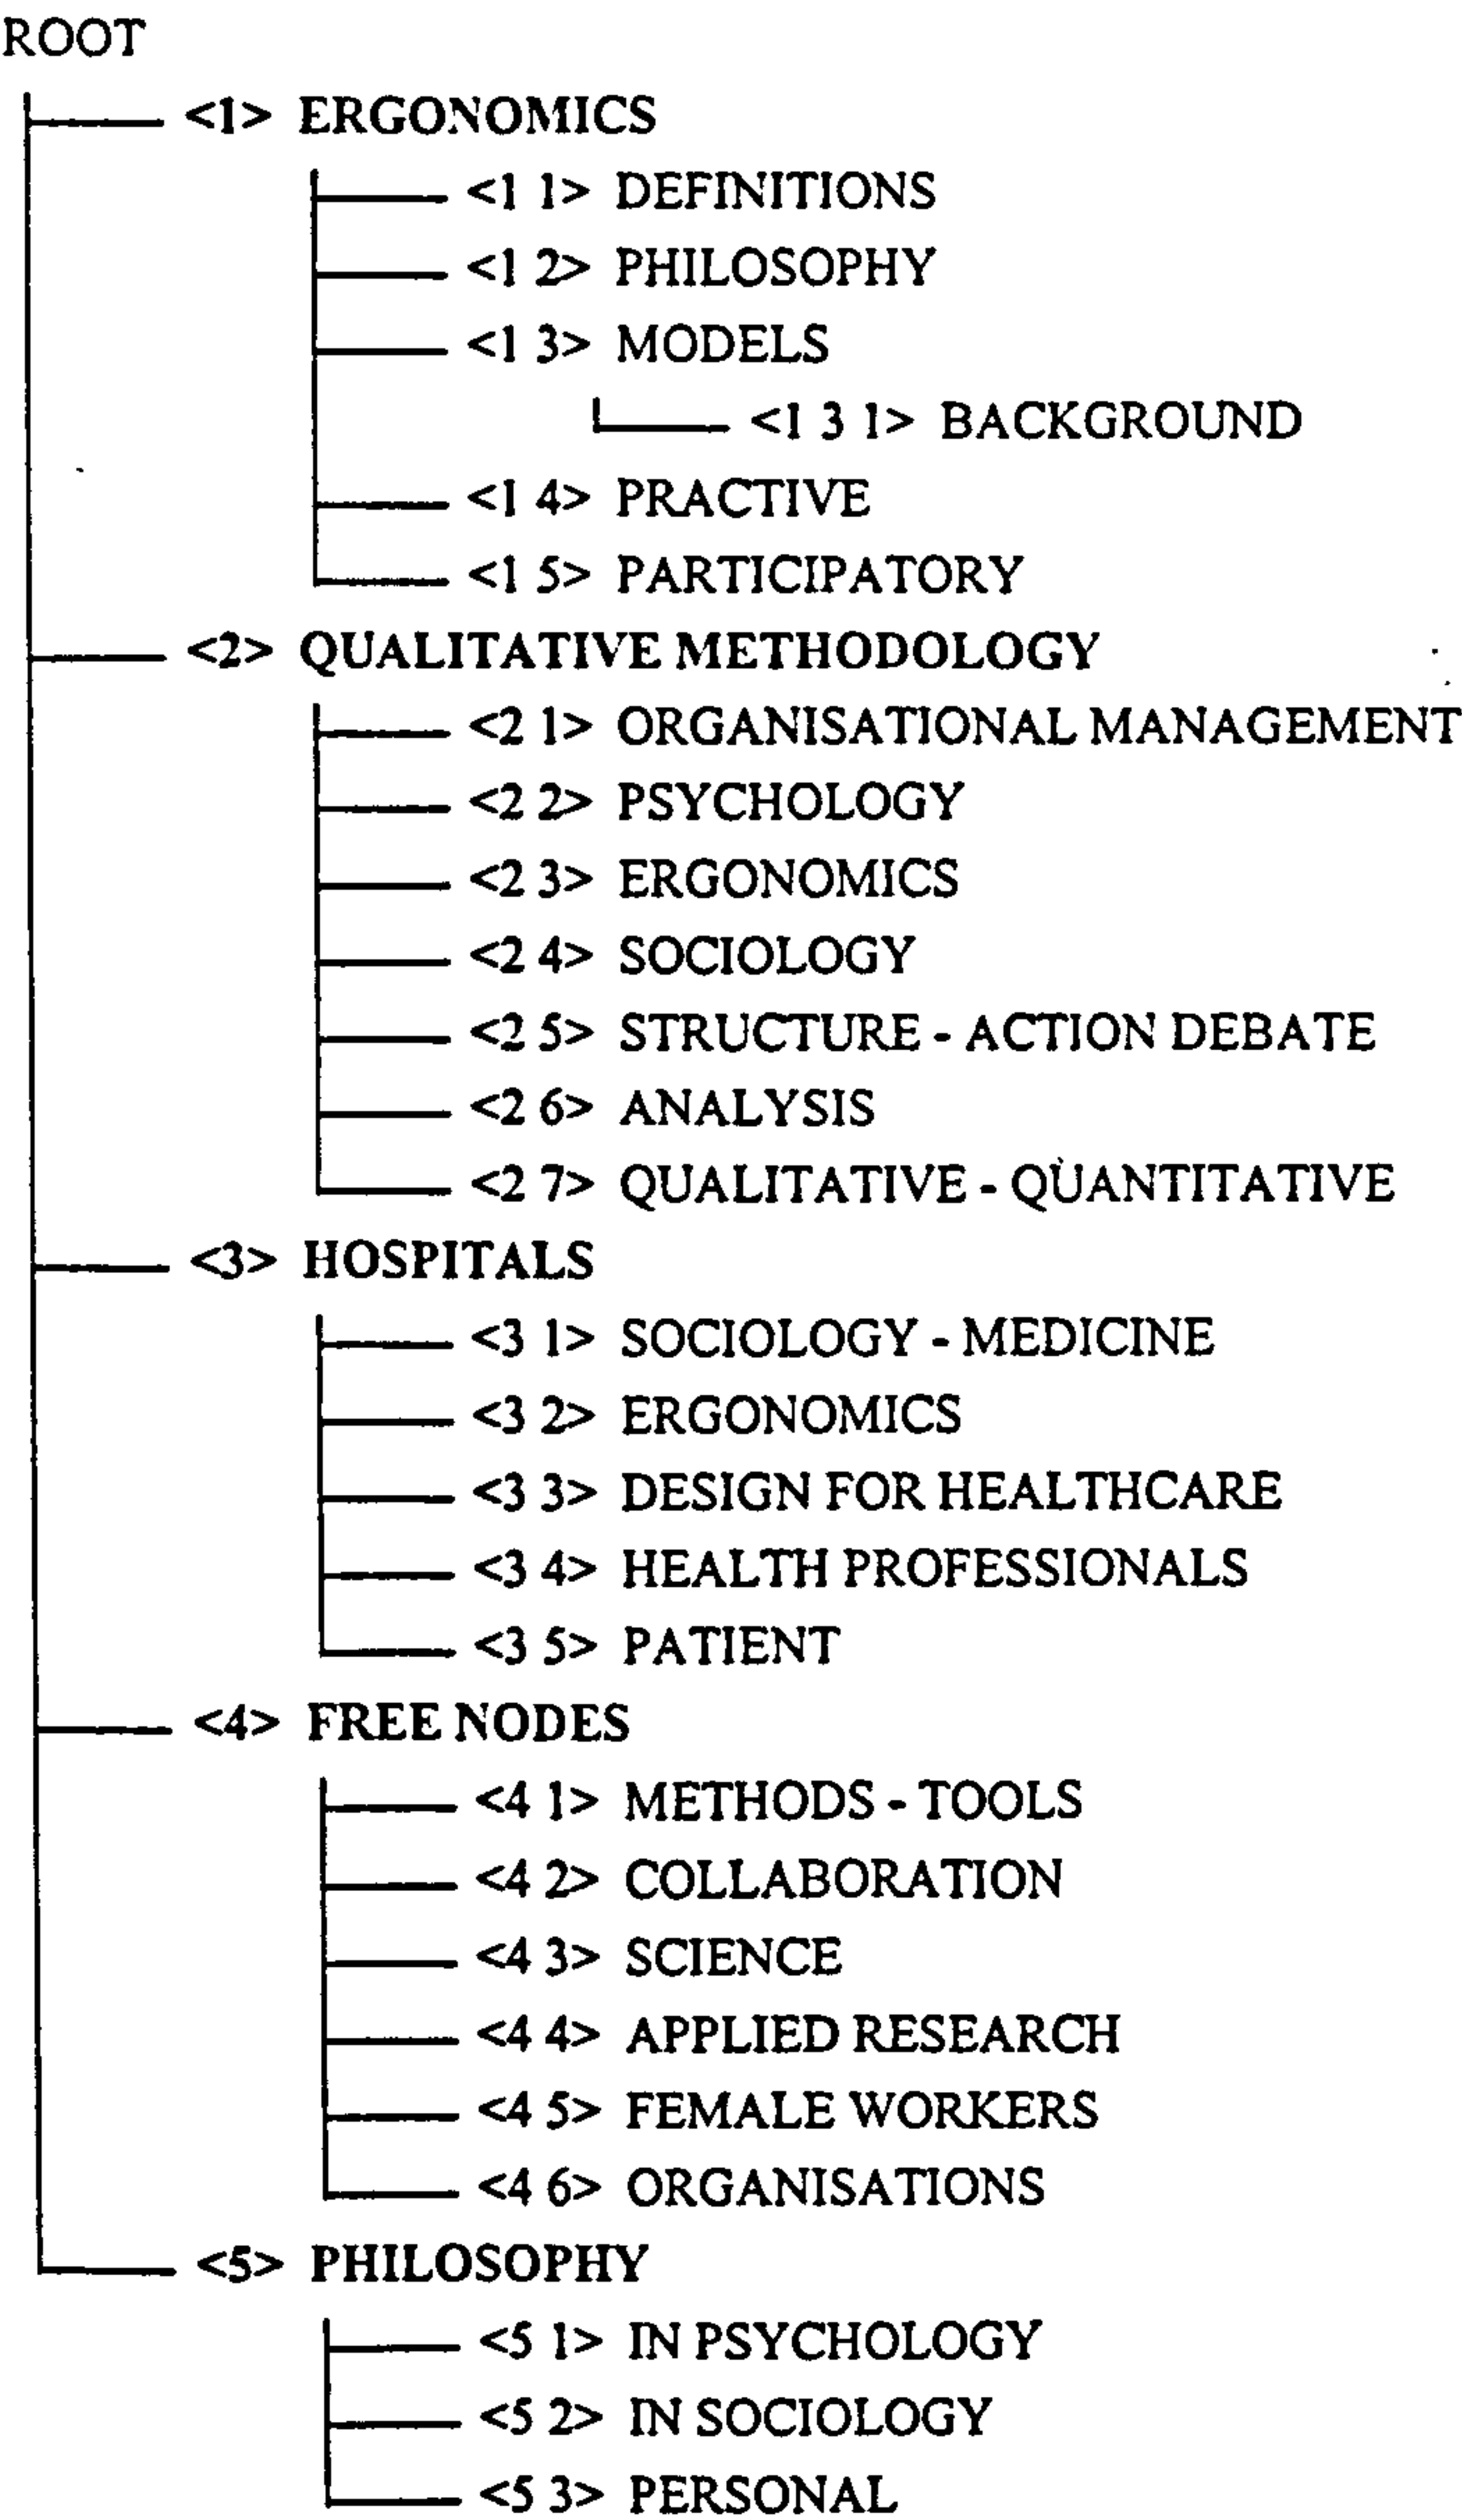 ROOT
<1> ERGONOMICS
<1 1> DEFINITIONS
<1 2> PHILOSOPHY
<1 3> MODELS
<1 3 1> BACKGROUND
<1 4> PRACTIVE
<1 5> PARTICIPATORY
<2> QUALITATIVE METHODOLOGY
<2 1> ORGANISATIONAL MANAGEMENT
<2 2> PSYCHOLOGY
<2 3> ERGONOMICS
<2 4> SOCIOLOGY
<2 5> STRUCTURE - ACTION DEBATE
<2 6> ANALYSIS
<2 7> QUALITATIVE - QUANTITATIVE
<3> HOSPITALS
<3 1> SOCIOLOGY - MEDICINE
<3 2> ERGONOMICS
<3 3> DESIGN FOR HEALTHCARE
<3 4> HEALTH PROFESSIONALS
<3 5> PATIENT
<4> FREE NODES
<4 1> METHODS - TOOLS
<4 2> COLLABORATION
<4 3> SCIENCE
<4 4> APPLIED RESEARCH
<4 5> FEMALE WORKERS
<4 6> ORGANISATIONS
<5> PHILOSOPHY
<5 1> IN PSYCHOLOGY
<5 2> IN SOCIOLOGY
<5 3> PERSONAL